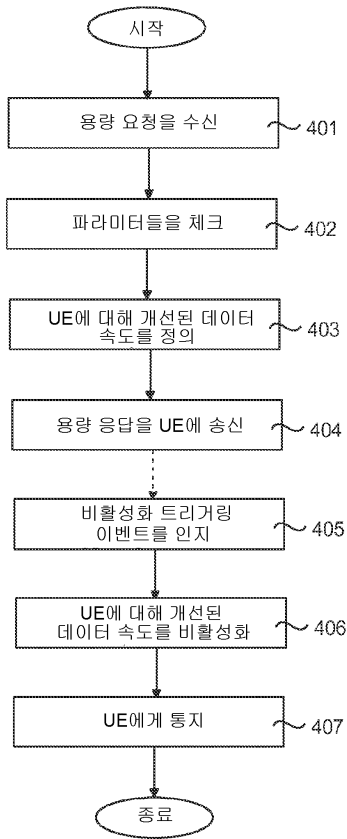 시작
용량 요청을 수신
401
파라미터들을 체크
402
UE에 대해 개선된 데이터
속도를 정의
403
용량 응답을 UE에 송신
404
비활성화 트리거링
이벤트를 인지
405
UE에 대해 개선된
데이터 속도를 비활성화
406
UE에게 통지
407
종료